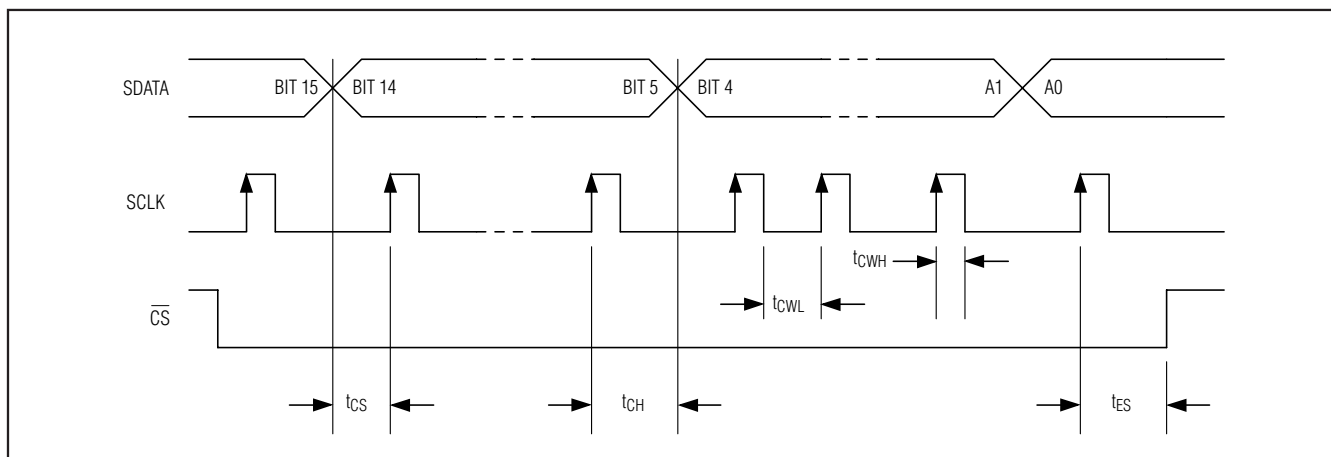 SDATA
BIT 15 BIT 14 BIT 5 BIT 4 A1 A0
SCLK
tCWH
tCWL
CS
tCS tCH tES